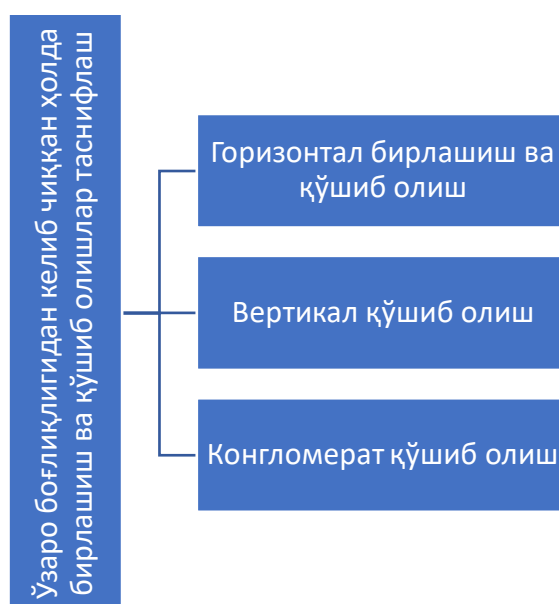 Ўзаро боғлиқлигидан келиб чиққан ҳолда
бирлашиш ва қўшиб олишлар таснифлаш
Горизонтал бирлашиш ва
қўшиб олиш
Вертикал қўшиб олиш
Конгломерат қўшиб олиш